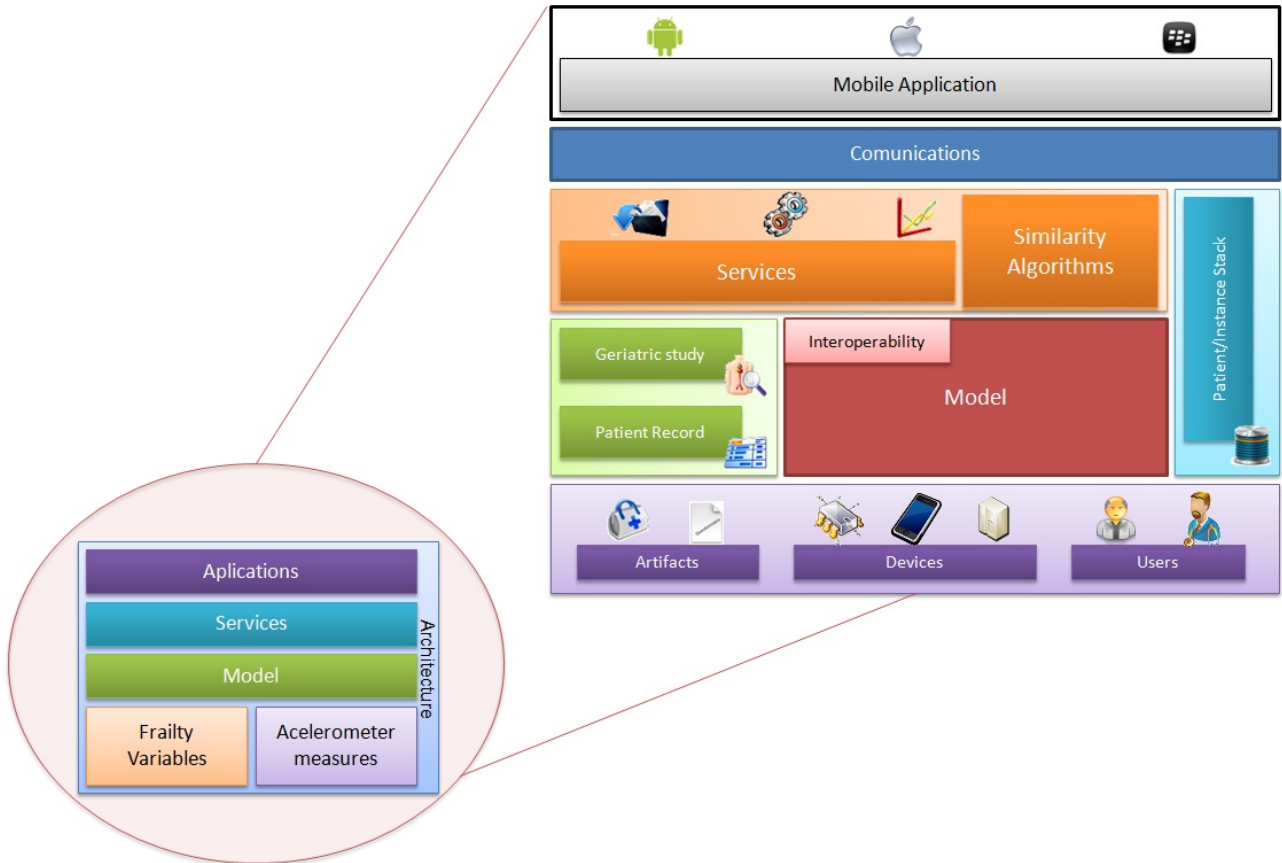 Mobile Application
Comunications
Services
Similarity
Algorithms
Patient/Instance Stack
Geriatric study
Patient Record
Interoperability
Model
Artifacts
Devices
Users
Aplications
Services
Model
Frailty
Variables
Acelerometer
measures
Architecture